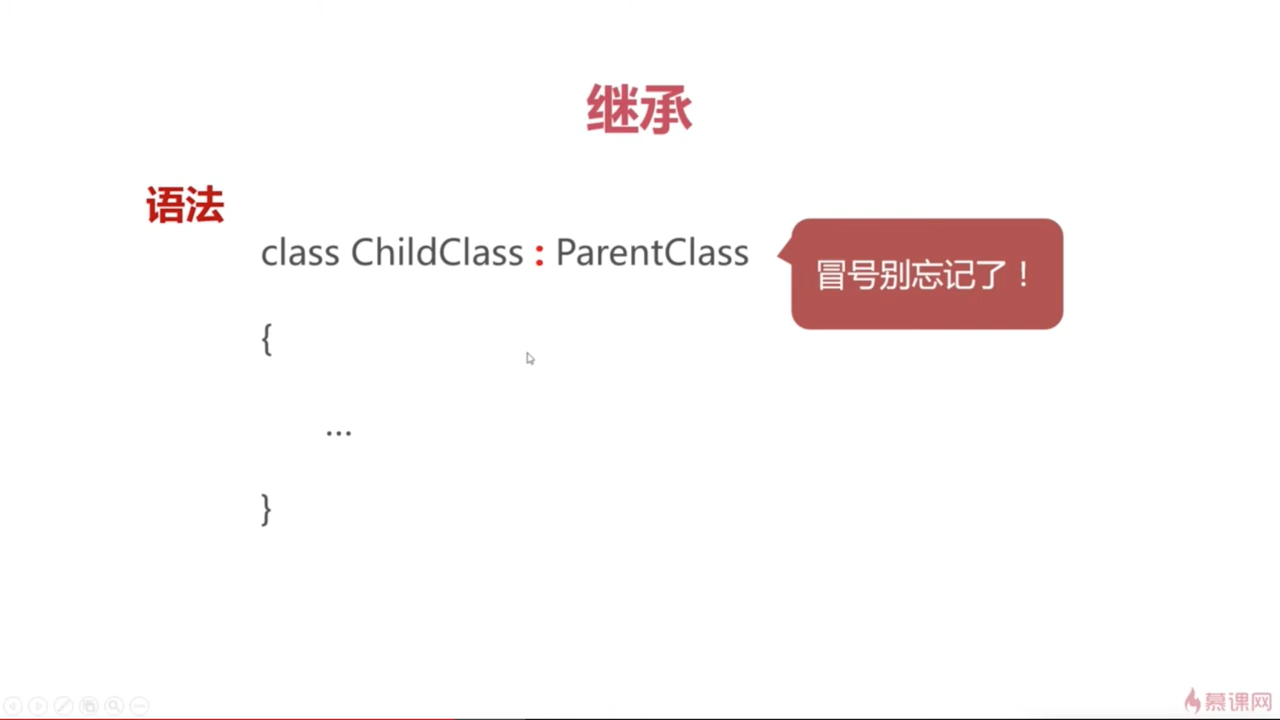 继承
语法
class ChildClass : ParentClass
冒号别忘记了！
{
...
}
慕课网